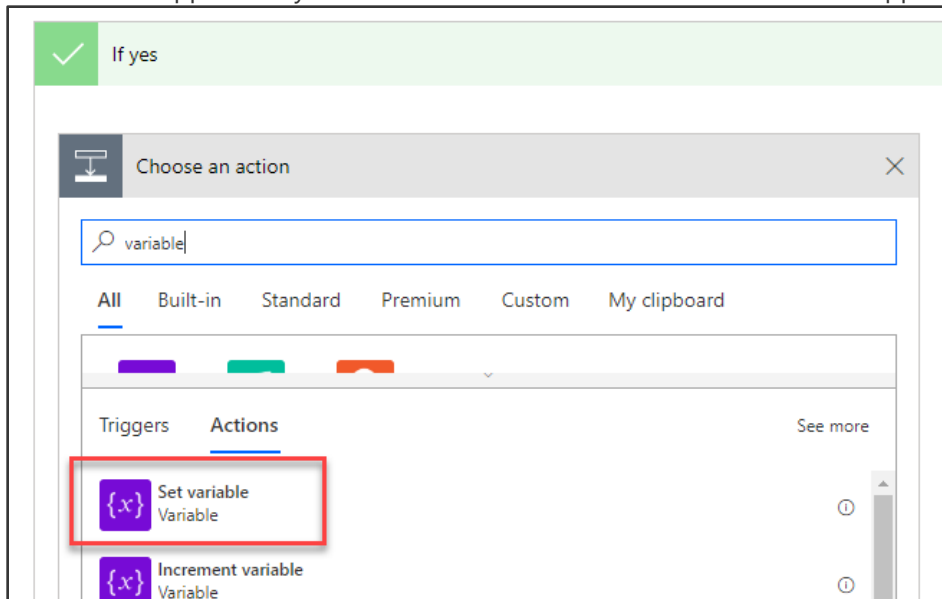 If yes
Choose an action
variable
All Built-in Standard Premium Custom My clipboard
Triggers Actions See more
{x} Set variable
Variable
{x} Increment variable
Variable